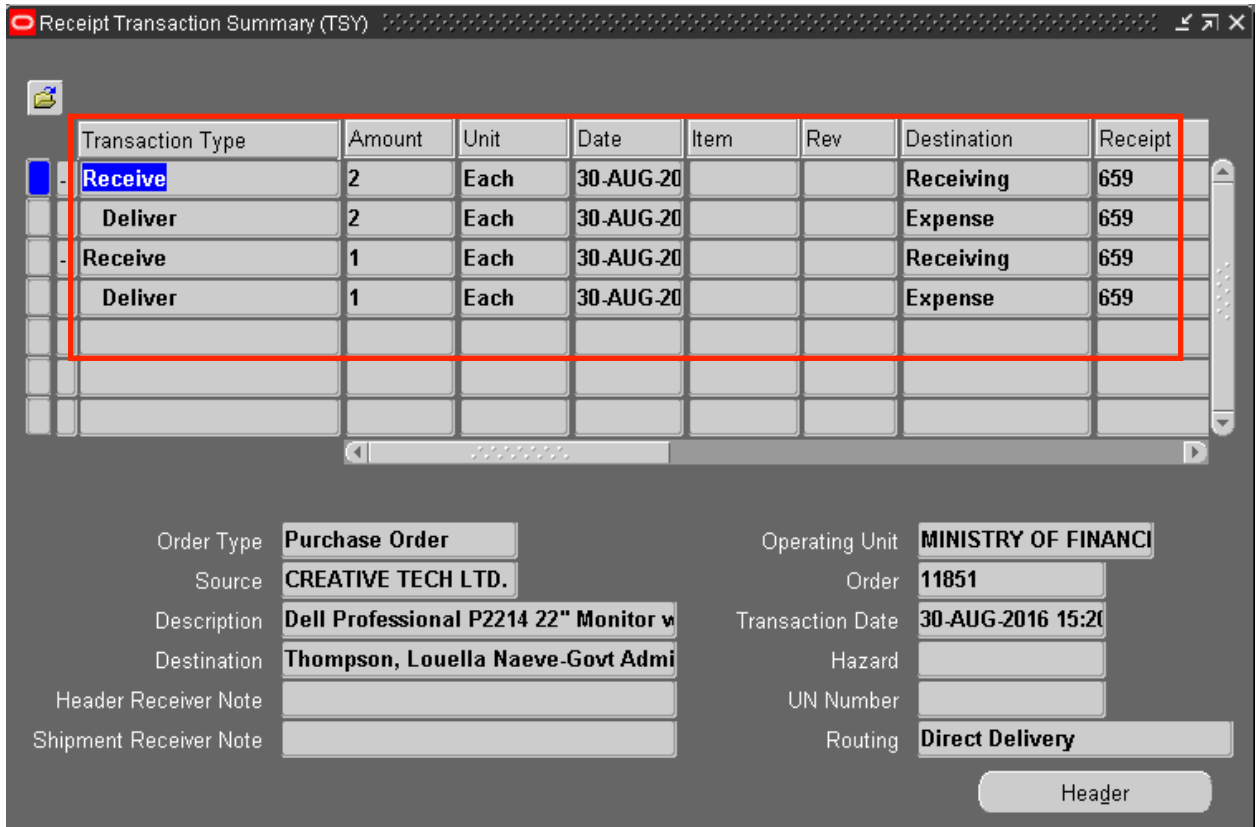 Receipt Transaction Summary (TSY)
Transaction Type Amount Unit Date Item Rev Destination Receipt
- Receive 2 Each 30-AUG-20 Receiving 659
Deliver 2 Each 30-AUG-20 Expense 659
- Receive 1 Each 30-AUG-20 Receiving 659
Deliver 1 Each 30-AUG-20 Expense 659
Order Type Purchase Order Operating Unit MINISTRY OF FINANCI
Source CREATIVE TECH LTD. Order 11851
Description Dell Professional P2214 22" Monitor w Transaction Date 30-AUG-2016 15:20
Destination Thompson, Louella Naeve-Govt Admi Hazard
Header Receiver Note UN Number
Shipment Receiver Note Routing Direct Delivery
Header